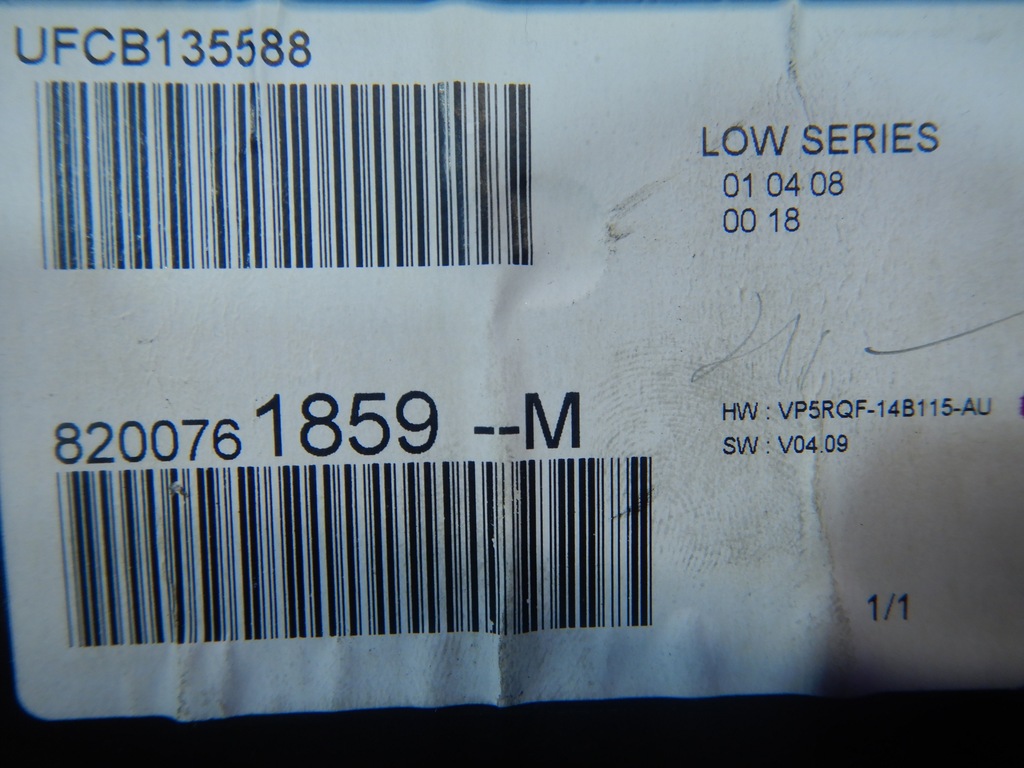 UFCB135588
LOW SERIES
01 04 08
00 18
8200761859 --M
HW : VP5RQF-14B115-AU
SW : V04.09
1/1